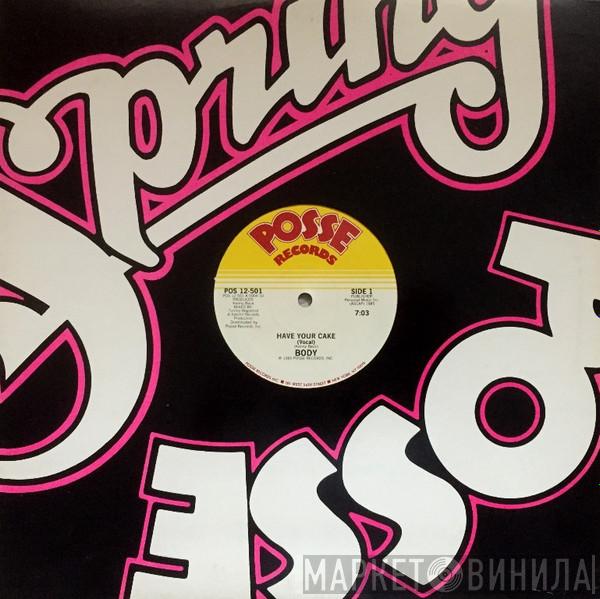 Spring
POSSE
RECORDS
POS 12-501
SIDE 1
7:03
HAVE YOUR CAKE
(Vocal)
BODY
POSSE
МАРКЕТ ВИНИЛА